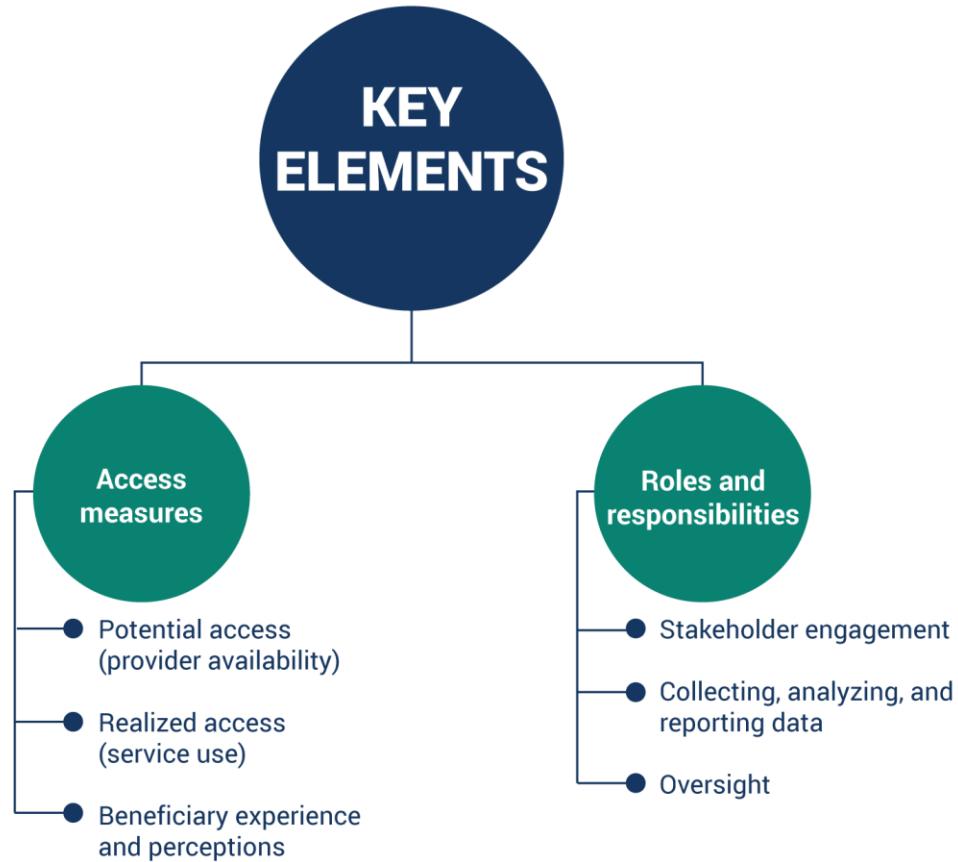 KEY
ELEMENTS
Access
measures
Potential access
(provider availability)
Realized access
(service use)
Beneficiary experience
and perceptions
Roles and
responsibilities
Stakeholder engagement
Collecting, analyzing, and
reporting data
Oversight